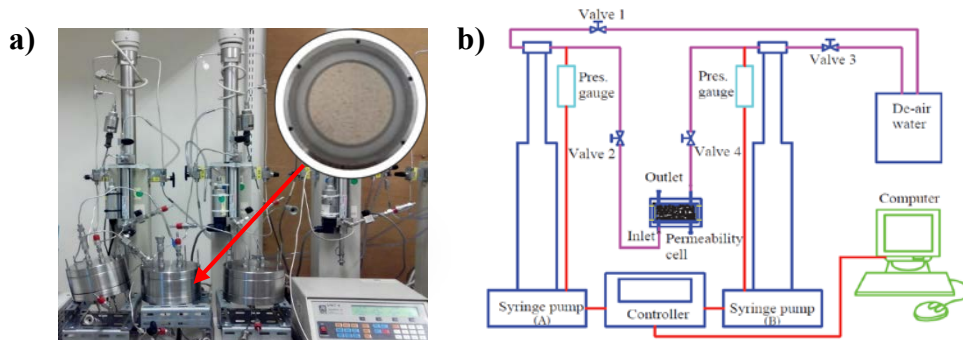 a)
b)
Valve 1
Valve 3
Pres.
gauge
Pres.
gauge
De-air
water
Valve 2
Valve 4
Outlet
Inlet
Permeability
cell
Computer
Syringe pump
(A)
Controller
Syringe pump
(B)